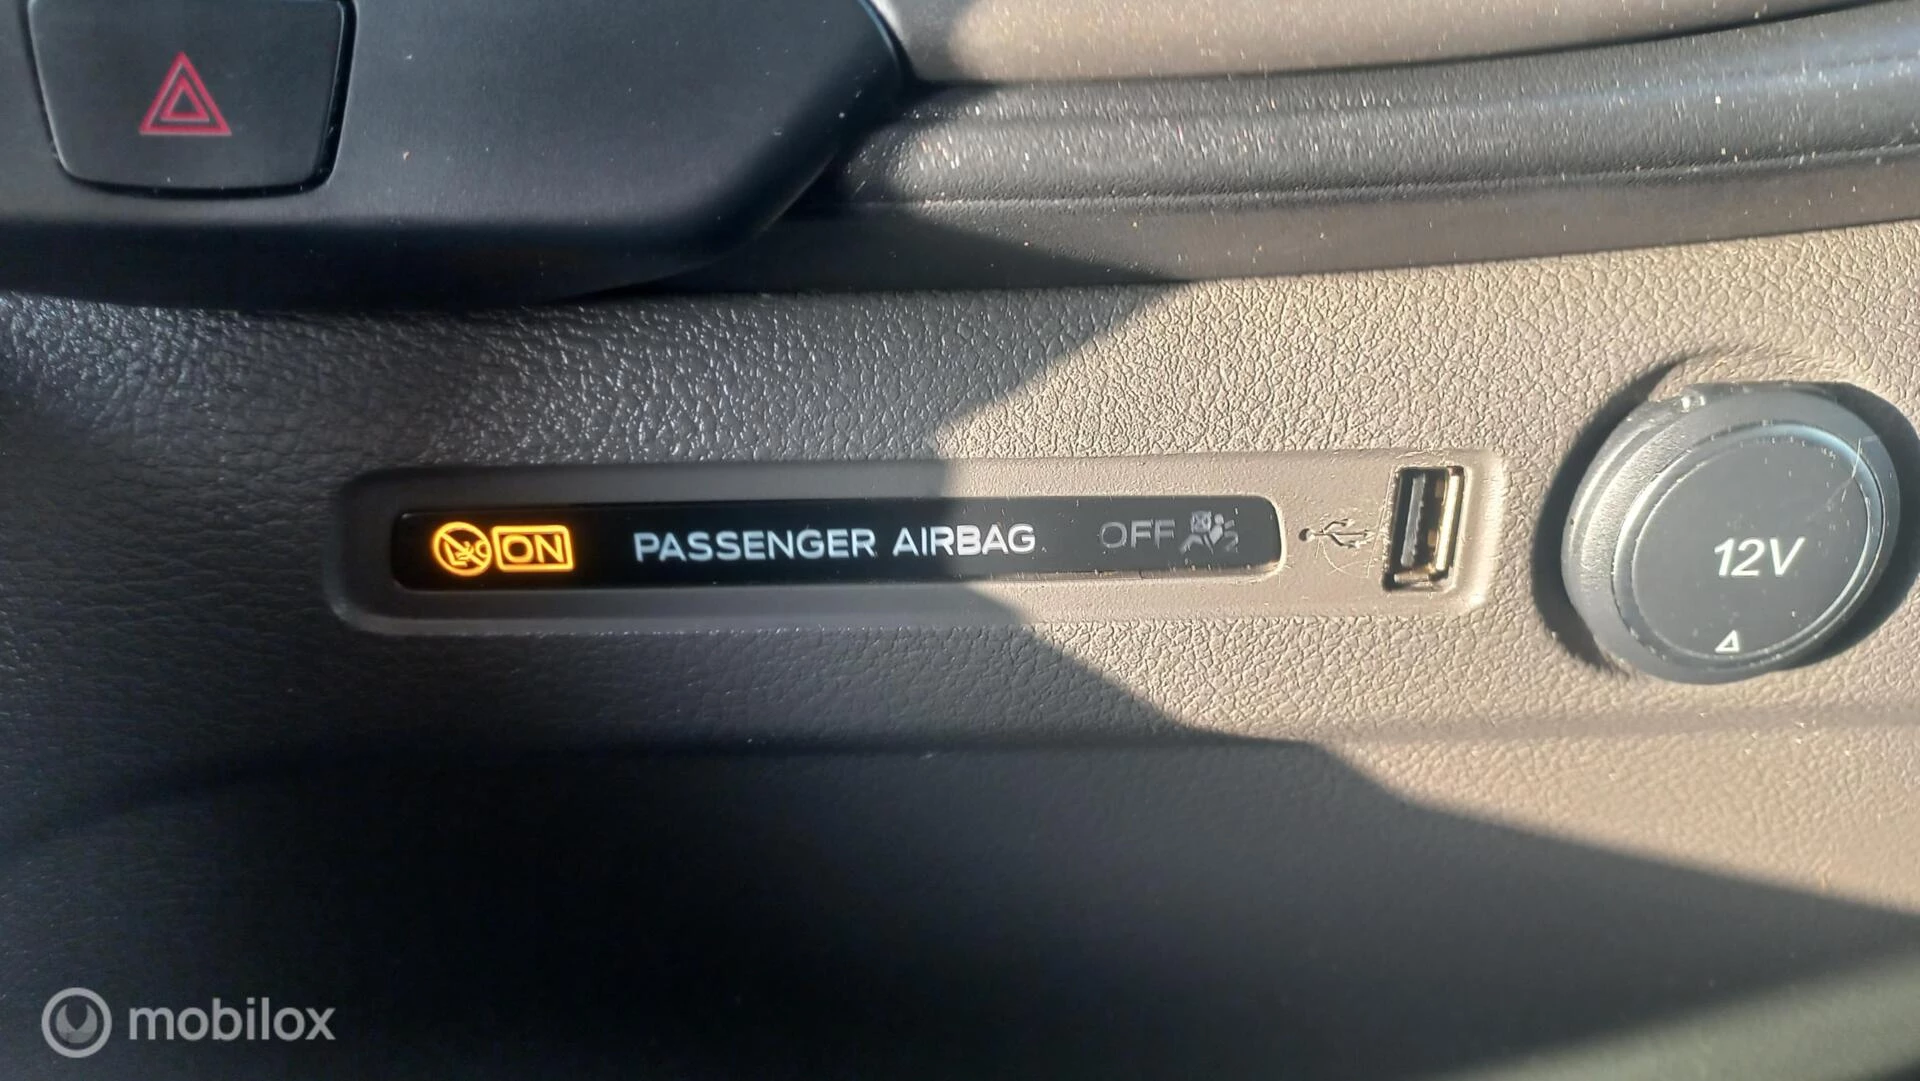 ON PASSENGER AIRBAG OFF
12V
mobilox